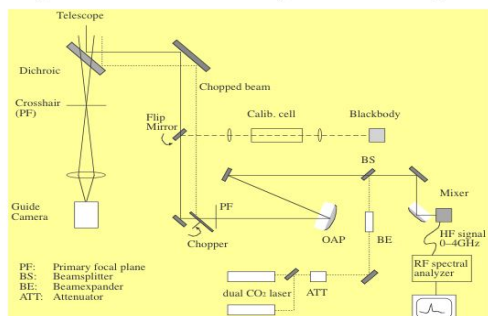 Telescope
Dichroic
Chopped beam
Crosshair
(PF)
Flip
Mirror
Calib. cell
Blackbody
BS
Mixer
Guide
Camera
PF
Chopper
OAP
BE
HF signal
0–4GHz
RF spectral
analyzer
PF: Primary focal plane
BS: Beamsplitter
BE: Beamexpander
ATT: Attenuator
dual CO₂ laser
ATT